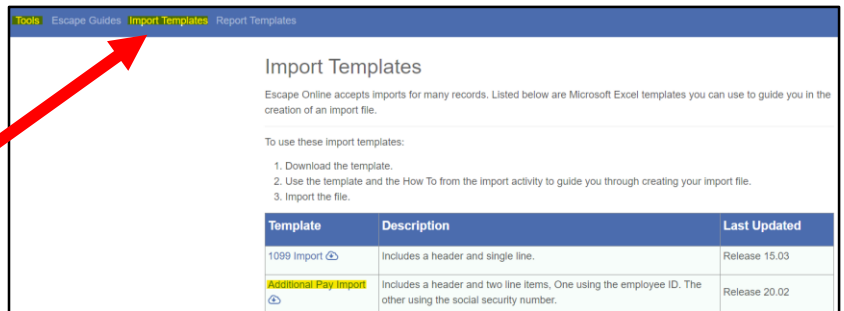 Tools Escape Guides Import Templates Report Templates
Import Templates
Escape Online accepts imports for many records. Listed below are Microsoft Excel templates you can use to guide you in the
creation of an import file.
To use these import templates:
1. Download the template.
2. Use the template and the How To from the import activity to guide you through creating your import file.
3. Import the file.
Template Description Last Updated
1099 Import Includes a header and single line. Release 15.03
Additional Pay Import Includes a header and two line items, One using the employee ID. The
other using the social security number. Release 20.02